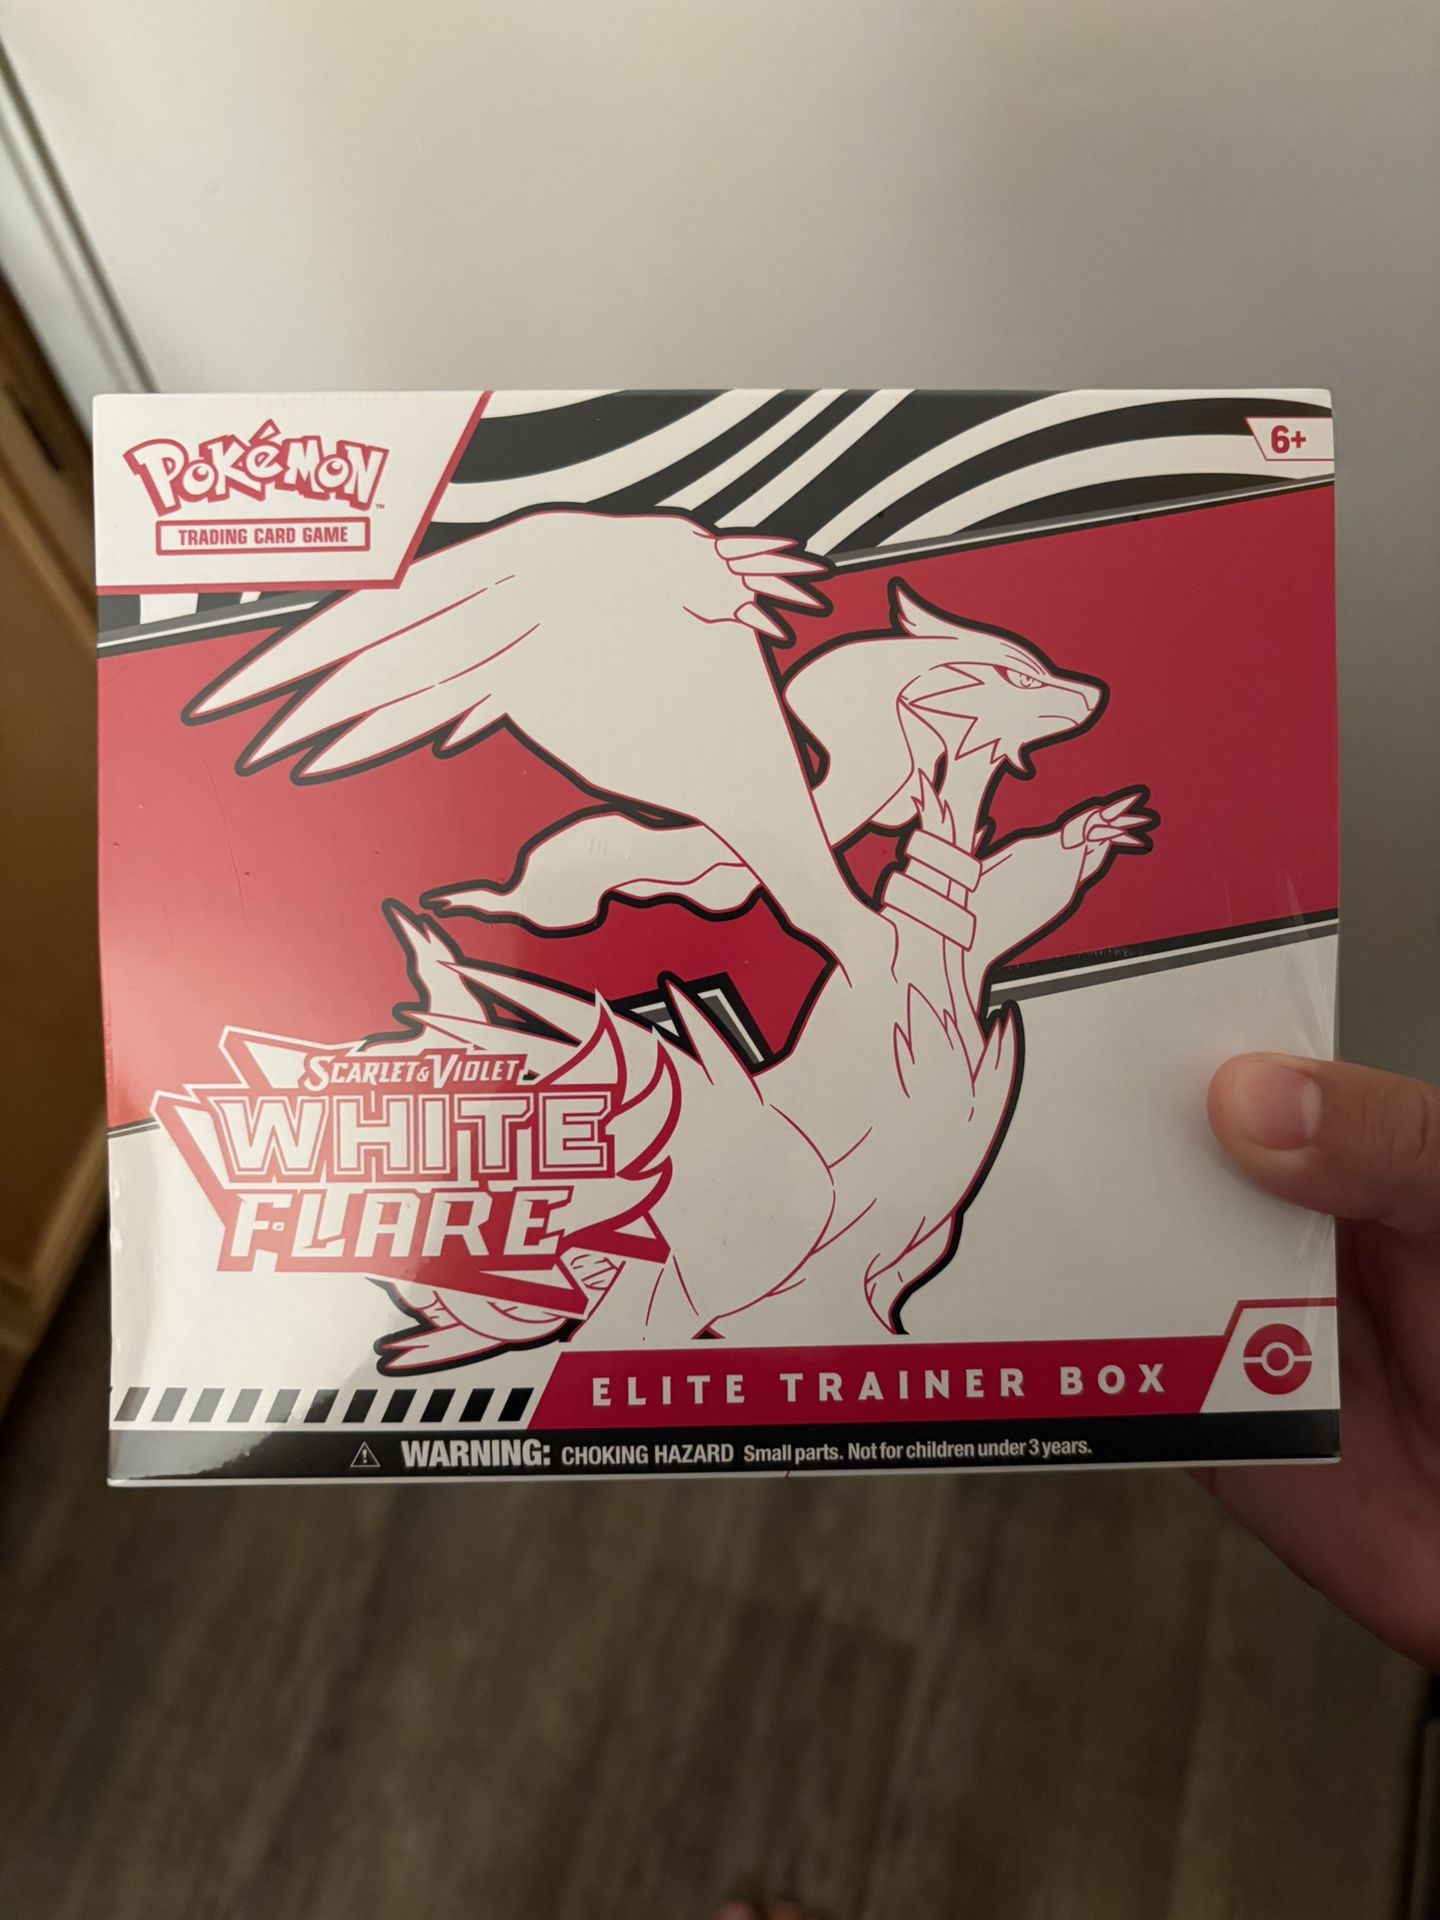 POKéMON
TRADING CARD GAME
6+
SCARLET & VIOLET
WHITE
FLARE
ELITE TRAINER BOX
WARNING: CHOKING HAZARD Small parts. Not for children under 3 years.